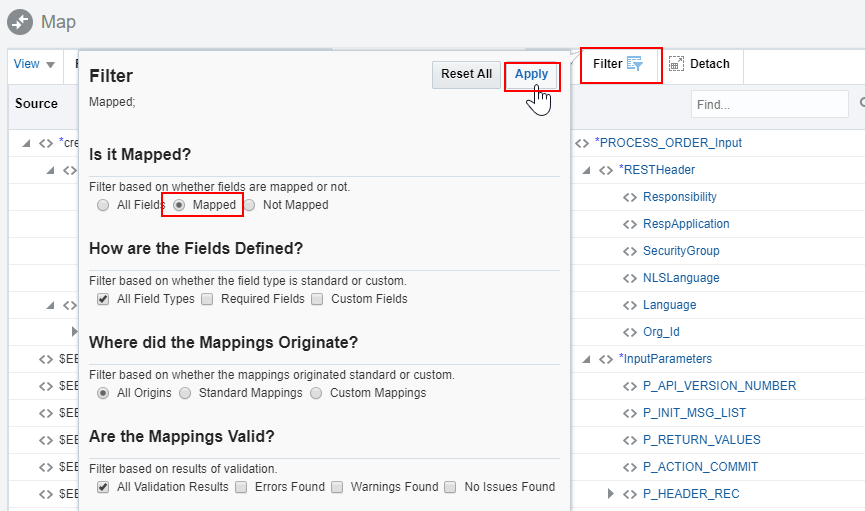 Map
View
Filter
Detach
Source
Find...
Filter
Reset All
Apply
Mapped;
Is it Mapped?
Filter based on whether fields are mapped or not.
All Fields Mapped Not Mapped
How are the Fields Defined?
Filter based on whether the field type is standard or custom.
All Field Types Required Fields Custom Fields
Where did the Mappings Originate?
Filter based on whether the mappings originated standard or custom.
All Origins Standard Mappings Custom Mappings
Are the Mappings Valid?
Filter based on results of validation.
All Validation Results Errors Found Warnings Found No Issues Found
<> *cre
<>
<>
<> $EE
<> $EE
<> $EE
<> $EE
<> $EE
<> $EE
<> *PROCESS_ORDER_Input
<> *RESTHeader
<> Responsibility
<> RespApplication
<> SecurityGroup
<> NLSLanguage
<> Language
<> Org_Id
<> *InputParameters
<> P_API_VERSION_NUMBER
<> P_INIT_MSG_LIST
<> P_RETURN_VALUES
<> P_ACTION_COMMIT
<> P_HEADER_REC